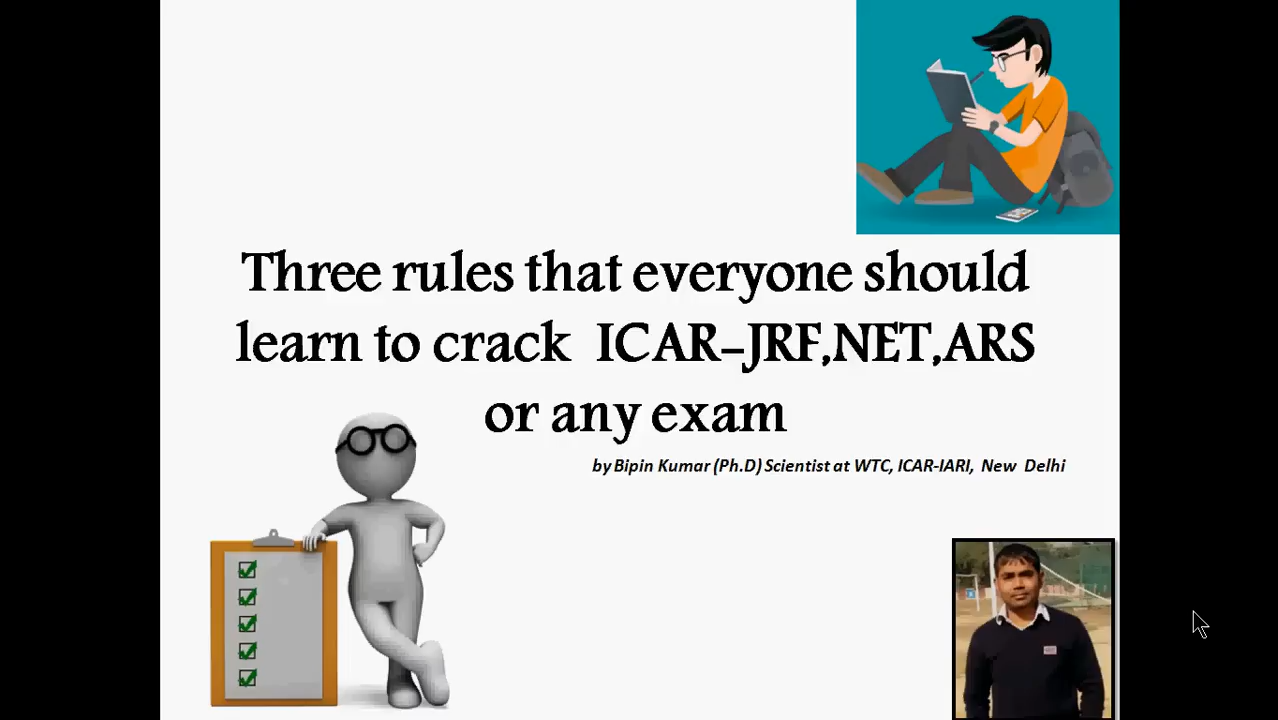 Three rules that everyone should
learn to crack ICAR-JRF,NET,ARS
or any exam
by Bipin Kumar (Ph.D) Scientist at WTC, ICAR-IARI, New Delhi